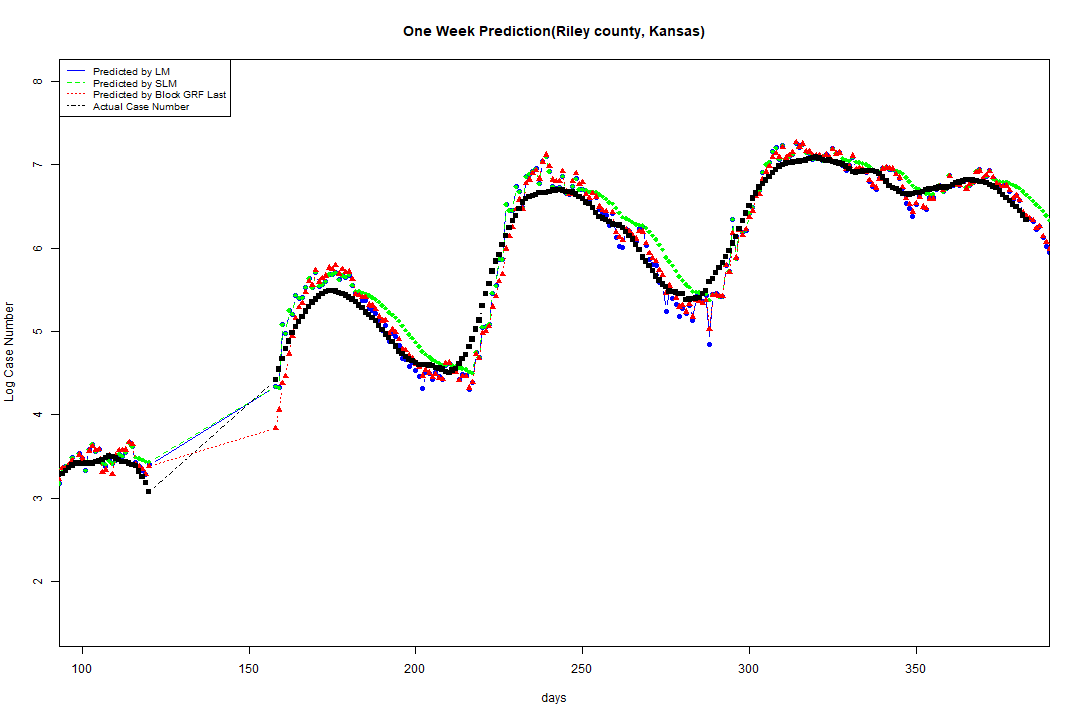 One Week Prediction(Riley county, Kansas)
Predicted by LM
Predicted by SLM
Predicted by Block GRF Last
Actual Case Number
8
7
6
5
4
3
2
Log Case Number
100 150 200 250 300 350
days